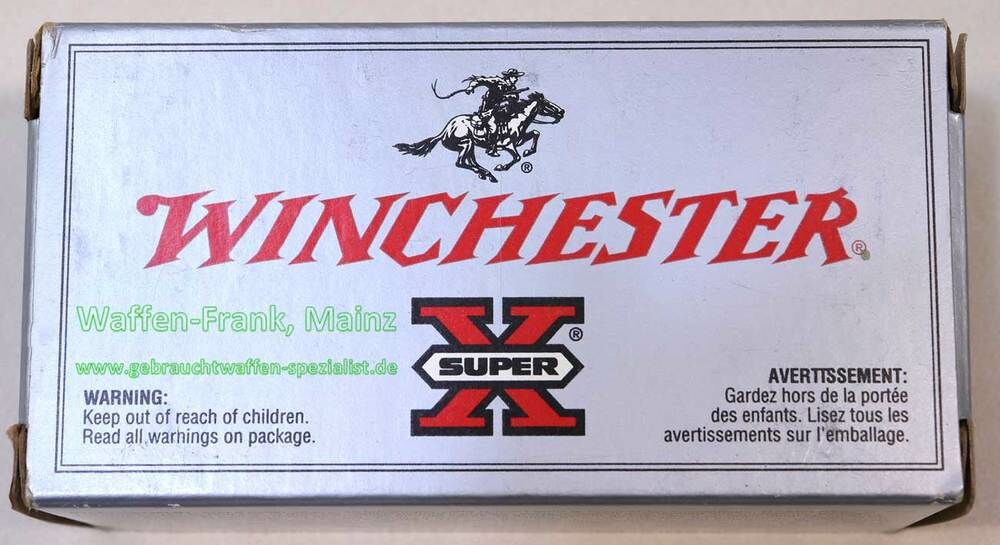 WINCHESTER®
Waffen-Frank, Mainz
www.gebrauchtwaffen-spezialist.de
X SUPER ®
WARNING:
Keep out of reach of children.
Read all warnings on package.
AVERTISSEMENT:
Gardez hors de la portée
des enfants. Lisez tous les
avertissements sur l'emballage.